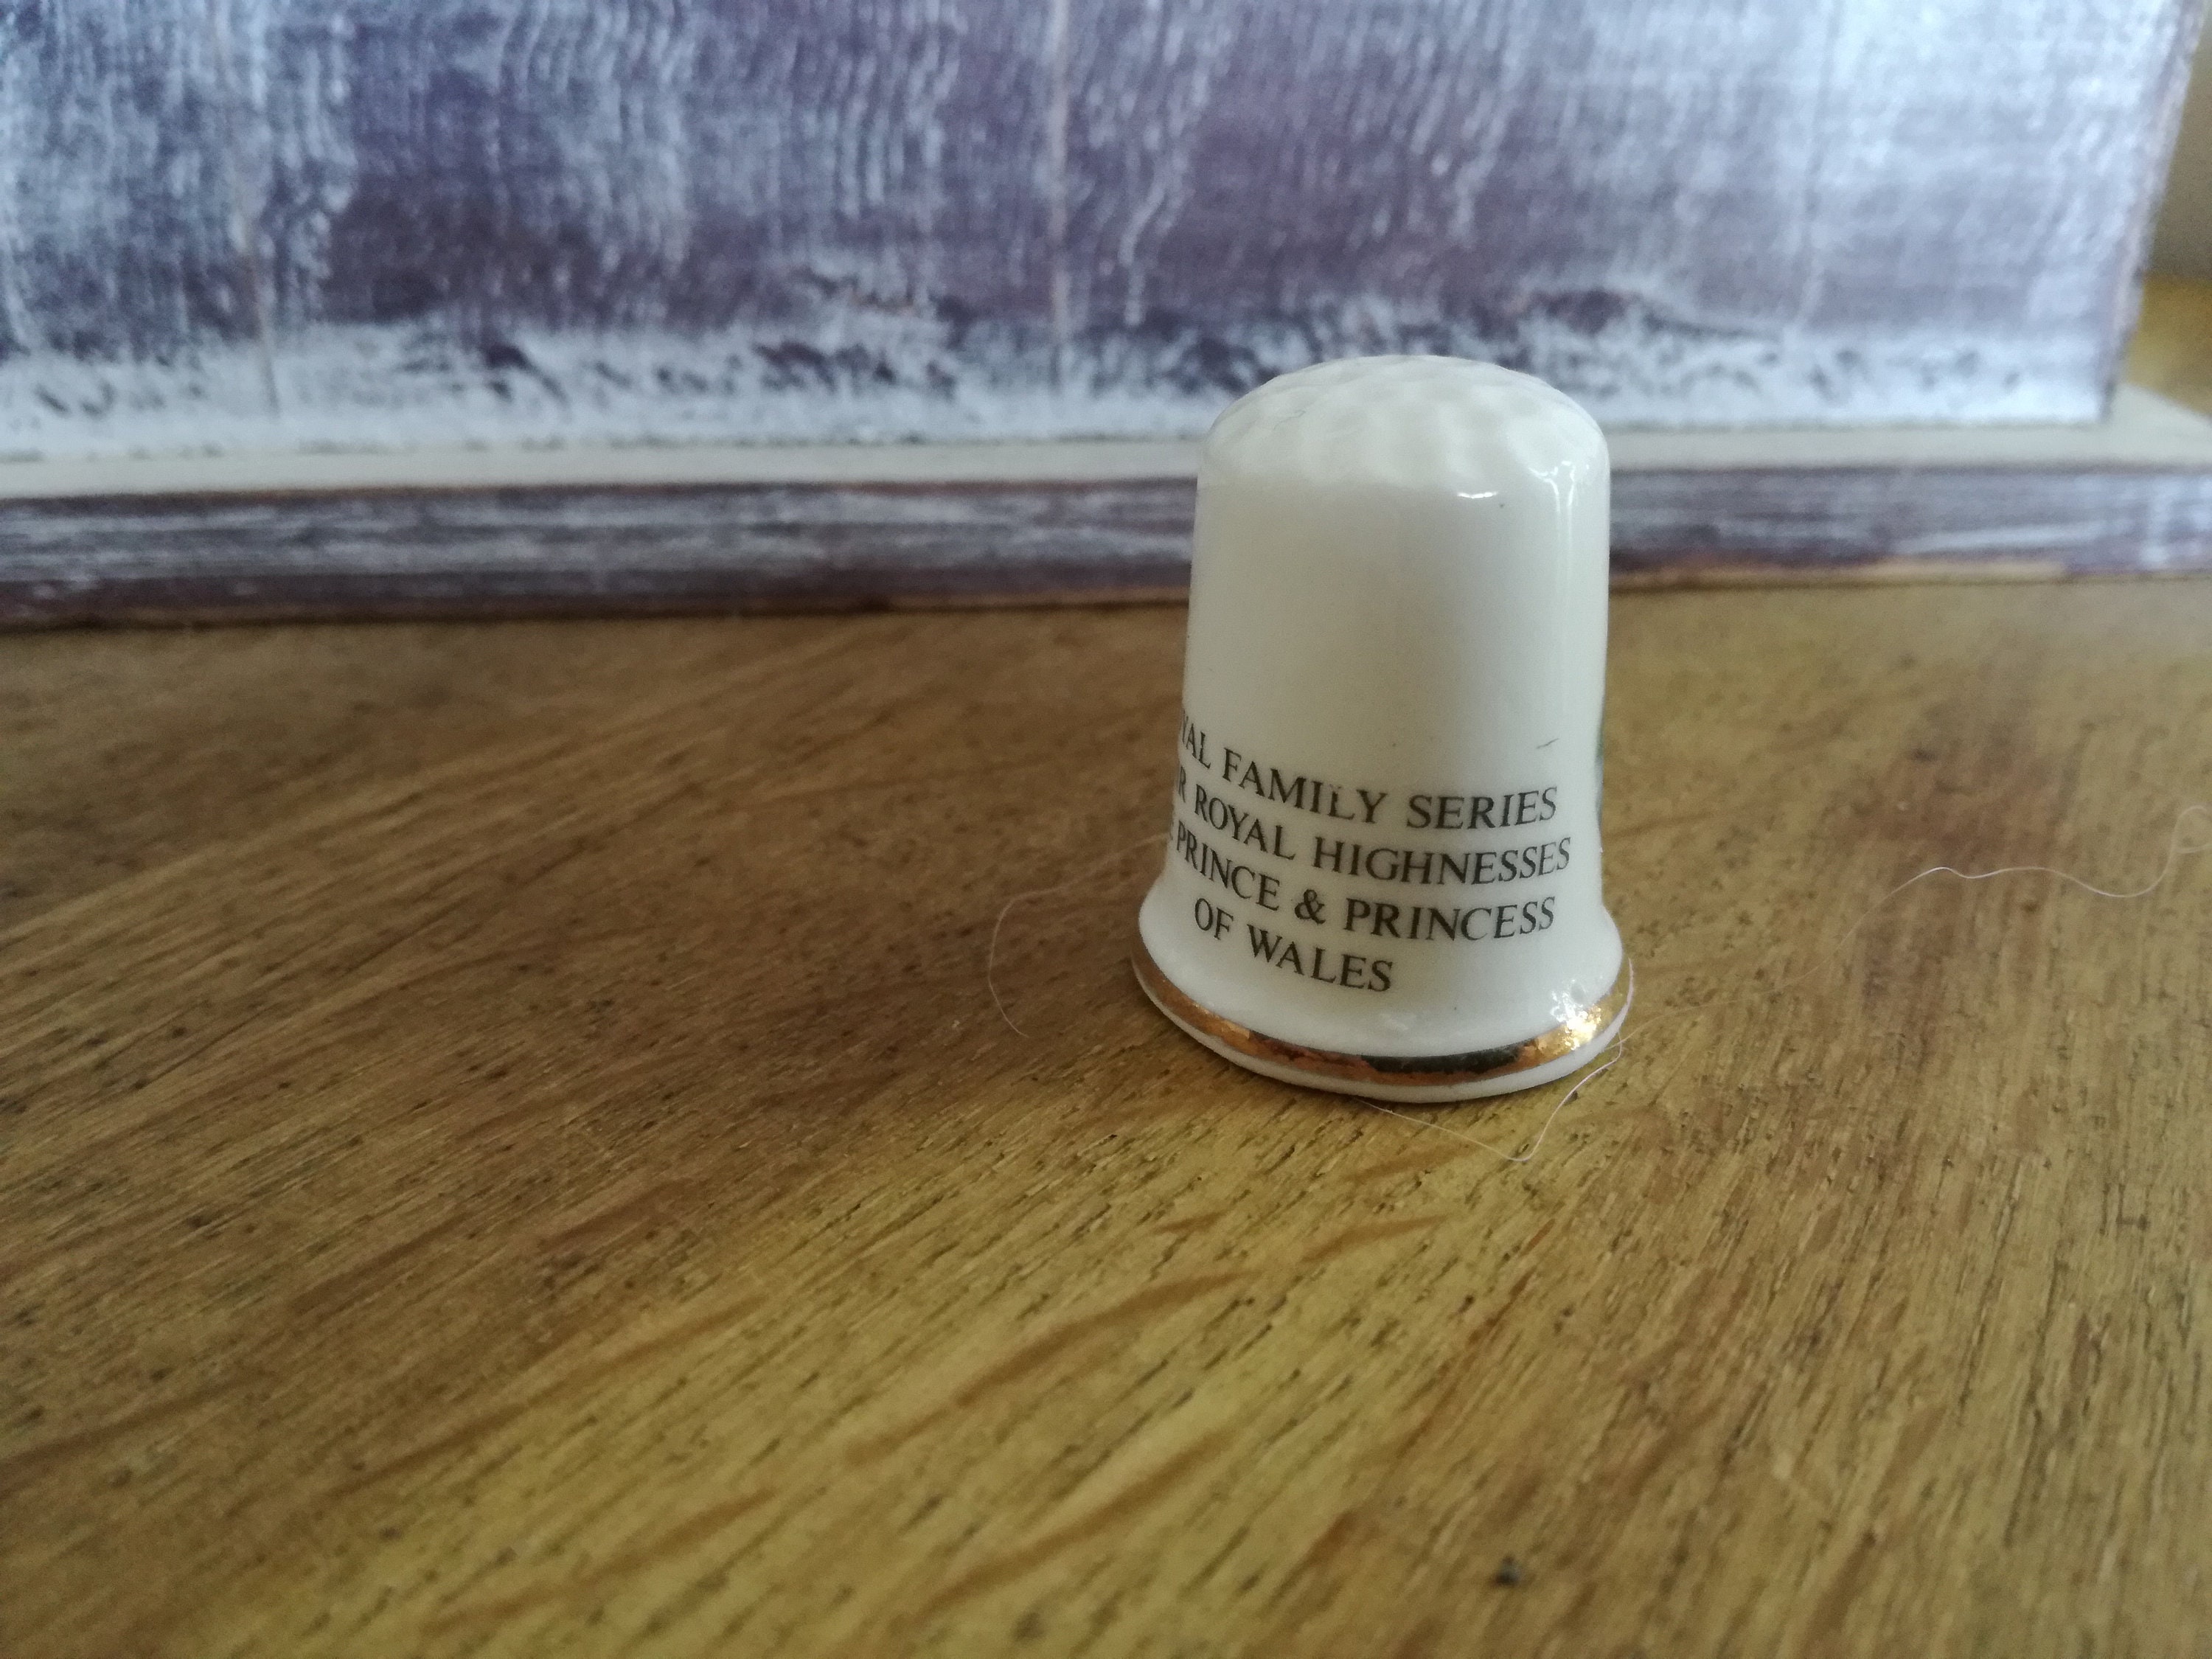 FAMILY SERIES
ROYAL HIGHNESSES
PRINCE & PRINCESS
OF WALES